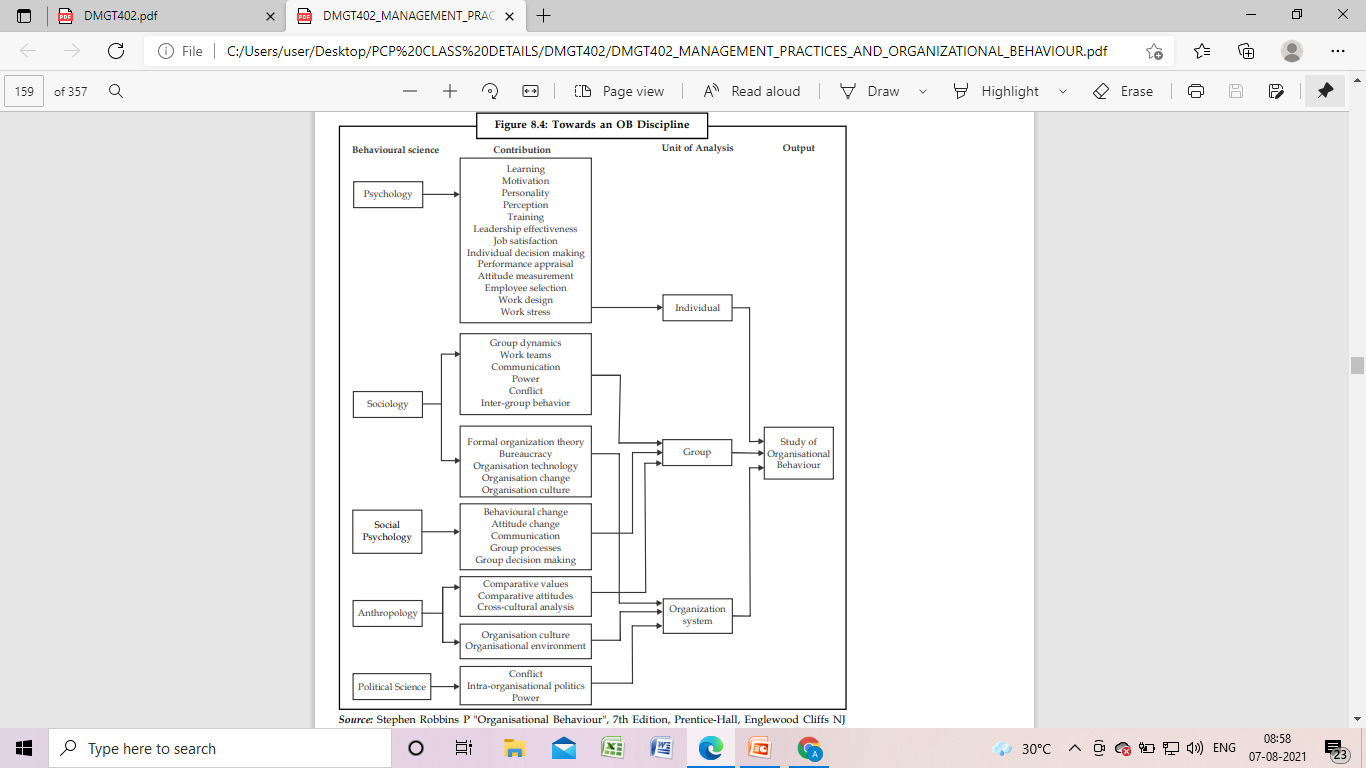 DMGT402.pdf
DMGT402_MANAGEMENT_PRAC
File
C:/Users/user/Desktop/PCP%20CLASS%20DETAILS/DMGT402/DMGT402_MANAGEMENT_PRACTICES_AND_ORGANIZATIONAL_BEHAVIOUR.pdf
159 of 357
Page view
Read aloud
Draw
Highlight
Erase
Figure 8.4: Towards an OB Discipline
Behavioural science
Contribution
Unit of Analysis
Output
Psychology
Learning
Motivation
Personality
Perception
Training
Leadership effectiveness
Job satisfaction
Individual decision making
Performance appraisal
Attitude measurement
Employee selection
Work design
Work stress
Individual
Sociology
Group dynamics
Work teams
Communication
Power
Conflict
Inter-group behavior
Formal organization theory
Bureaucracy
Organisation technology
Organisation change
Organisation culture
Group
Study of
Organisational
Behaviour
Social
Psychology
Behavioural change
Attitude change
Communication
Group processes
Group decision making
Anthropology
Comparative values
Comparative attitudes
Cross-cultural analysis
Organisation culture
Organisational environment
Organization
system
Political Science
Conflict
Intra-organisational politics
Power
Source: Stephen Robbins P "Organisational Behaviour", 7th Edition, Prentice-Hall, Englewood Cliffs NJ
Type here to search
30°C
ENG
08:58
07-08-2021
23